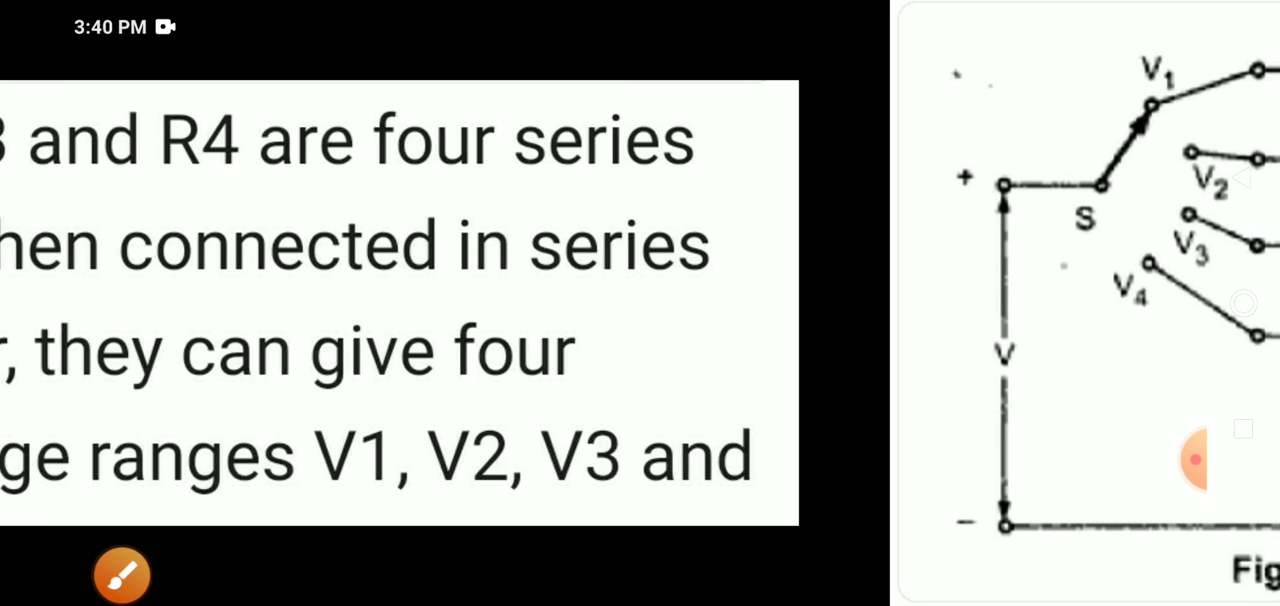 3:40 PM
and R4 are four series
hen connected in series
, they can give four
ge ranges V1, V2, V3 and
V1
+
V2
S
V3
V4
V
–
Fig